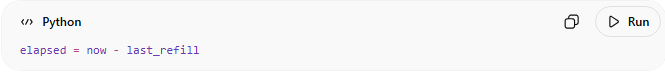 Python
Run
elapsed = now - last_refill